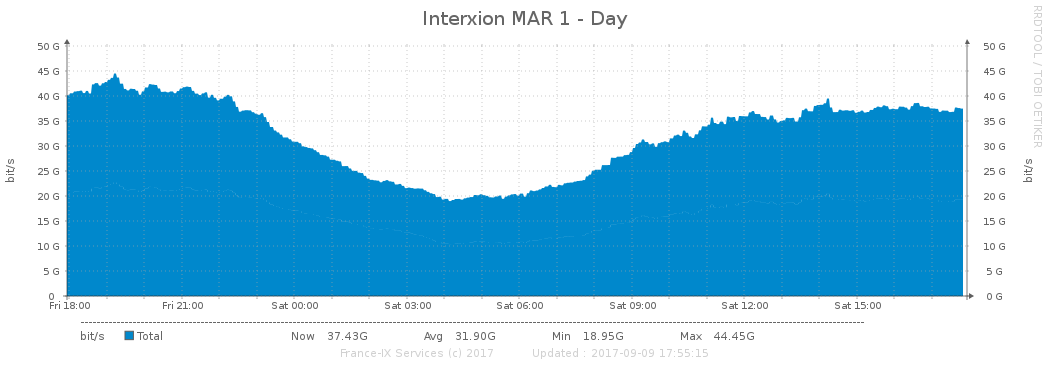 Interxion MAR 1 - Day
RRDTOOL / TOBI OETIKER
50 G 50 G
45 G 45 G
40 G 40 G
35 G 35 G
30 G 30 G
25 G 25 G
20 G 20 G
15 G 15 G
10 G 10 G
5 G 5 G
0 0 G
bit/s bit/s
Fri 18:00 Fri 21:00 Sat 00:00 Sat 03:00 Sat 06:00 Sat 09:00 Sat 12:00 Sat 15:00
bit/s Total Now 37.43G Avg 31.90G Min 18.95G Max 44.45G
France-IX Services (c) 2017 Updated : 2017-09-09 17:55:15